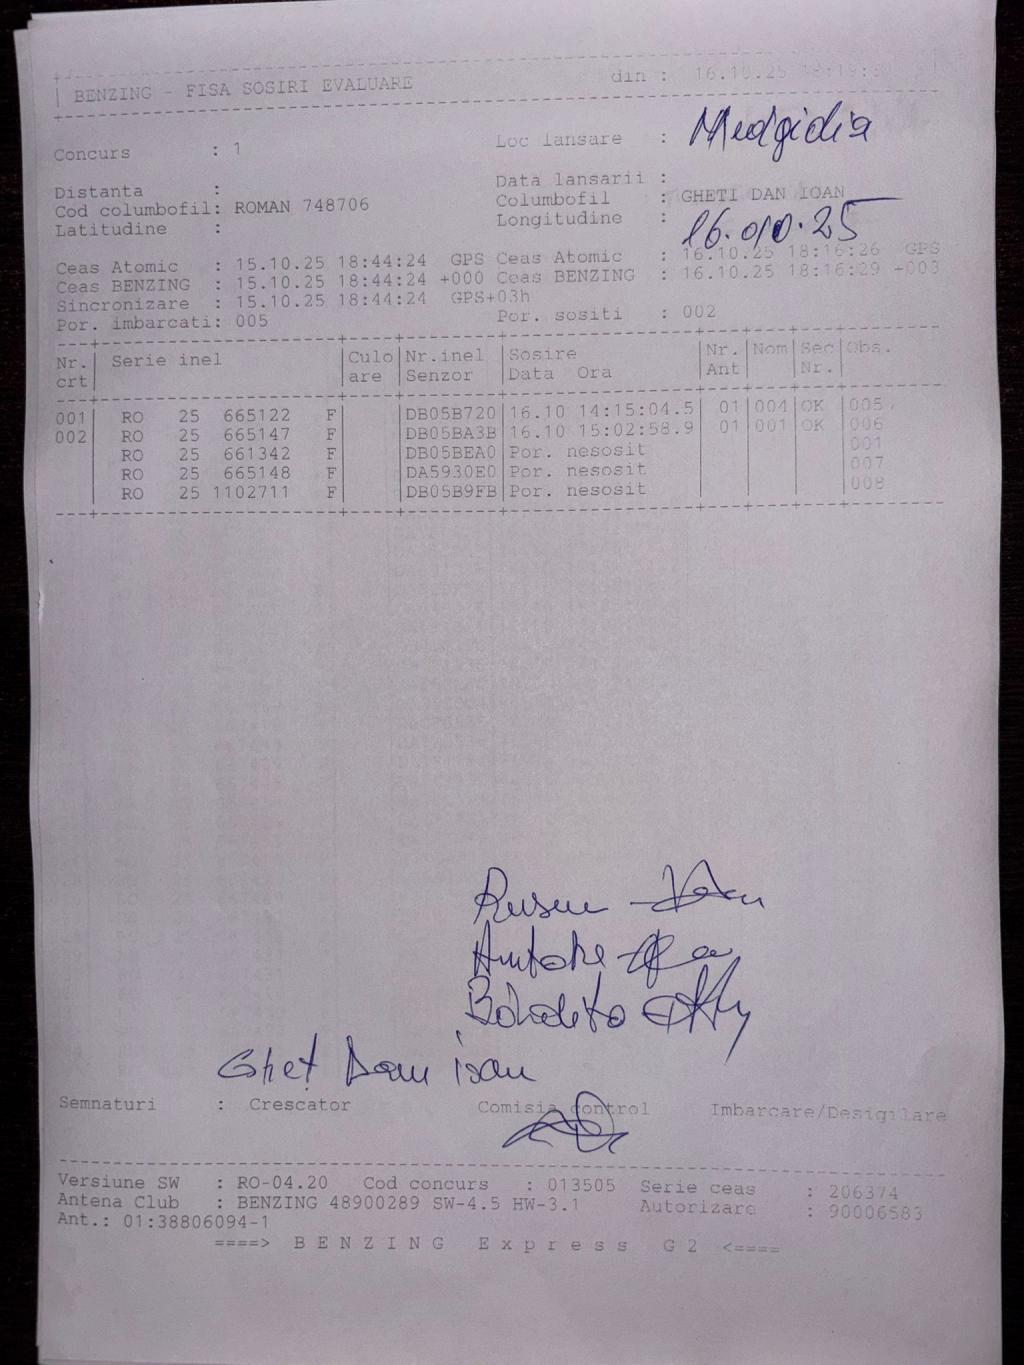 BENZING - FISA SOSIRI EVALUARE din : 16.10.25 18:19:
Concurs : 1 Loc lansare : Medgidia
Distanta : Data lansarii :
Cod columbofil: ROMAN 748706 Columbofil : GHETI DAN IOAN
Latitudine : Longitudine : 16.010.25
Ceas Atomic : 15.10.25 18:44:24 GPS Ceas Atomic : 16.10.25 18:16:26 GPS
Ceas BENZING : 15.10.25 18:44:24 +000 Ceas BENZING : 16.10.25 18:16:29 +003
Sincronizare : 15.10.25 18:44:24 GPS+03h
Por. imbarcati: 005 Por. sositi : 002
Nr. Serie inel Culo Nr.inel Sosire Nr. Nom Sec Obs.
crt are Senzor Data Ora Ant Nr.
001 RO 25 665122 F DB05B720 16.10 14:15:04.5 01 004 OK 005
002 RO 25 665147 F DB05BA3B 16.10 15:02:58.9 01 001 OK 006
RO 25 661342 F DB05BEA0 Por. nesosit 001
RO 25 665148 F DA5930E0 Por. nesosit 007
RO 25 1102711 F DB05B9FB Por. nesosit 008
Rusu
Ghet Dan ioan
Semnaturi : Crescator Comisia control Imbarcare/Desigilare
Versiune SW : RO-04.20 Cod concurs : 013505 Serie ceas : 206374
Antena Club : BENZING 48900289 SW-4.5 HW-3.1 Autorizare : 90006583
Ant.: 01:38806094-1
====> B E N Z I N G E x p r e s s G 2 <====